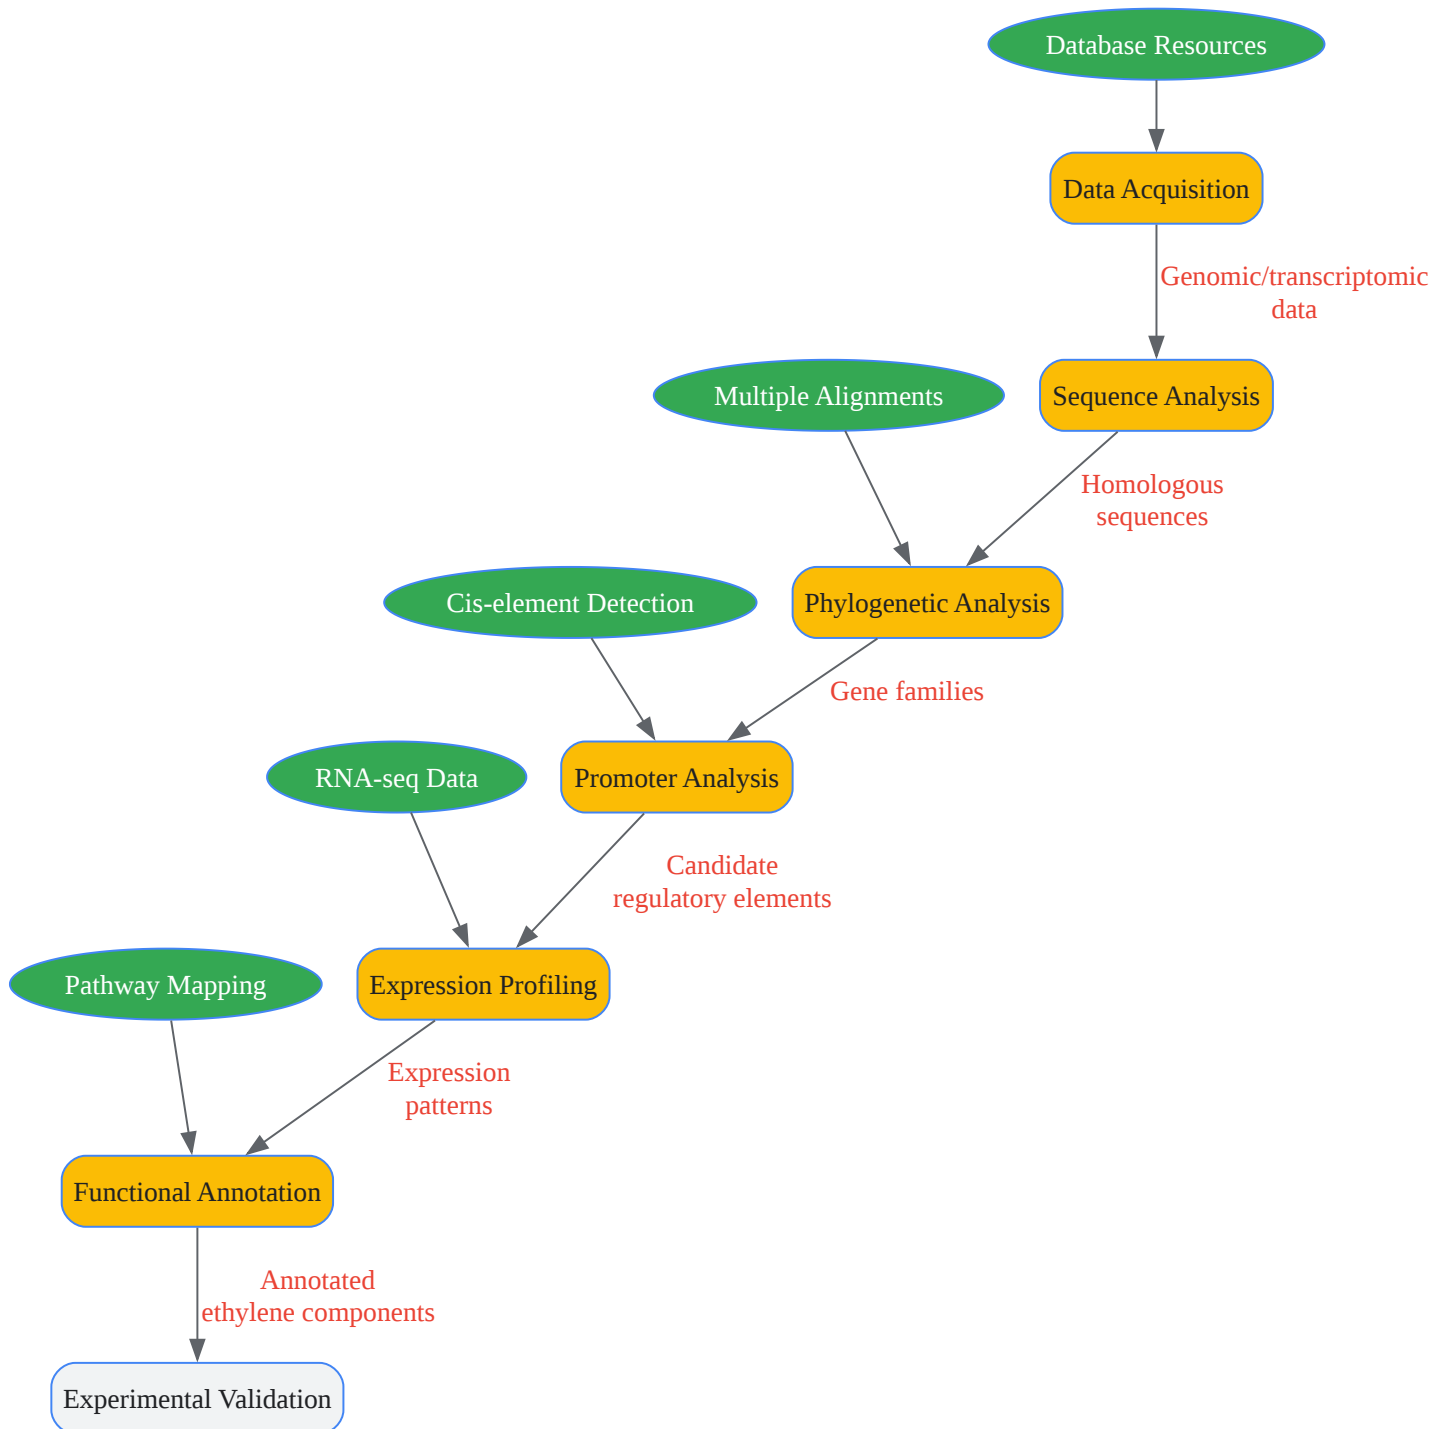 Database Resources
Data Acquisition
Genomic/transcriptomic
data
Multiple Alignments
Sequence Analysis
Homologous
sequences
Cis-element Detection
Phylogenetic Analysis
Gene families
RNA-seq Data
Promoter Analysis
Candidate
regulatory elements
Pathway Mapping
Expression Profiling
Expression
patterns
Functional Annotation
Annotated
ethylene components
Experimental Validation